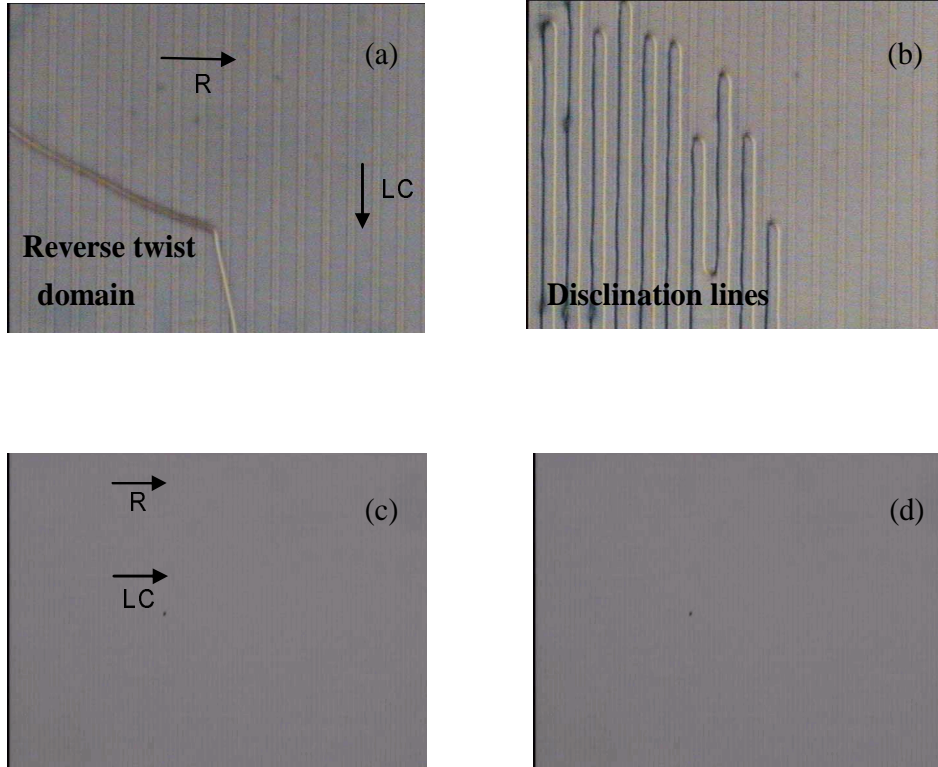 (a)
R
LC
Reverse twist
domain
(b)
Disclination lines
(c)
R
LC
(d)